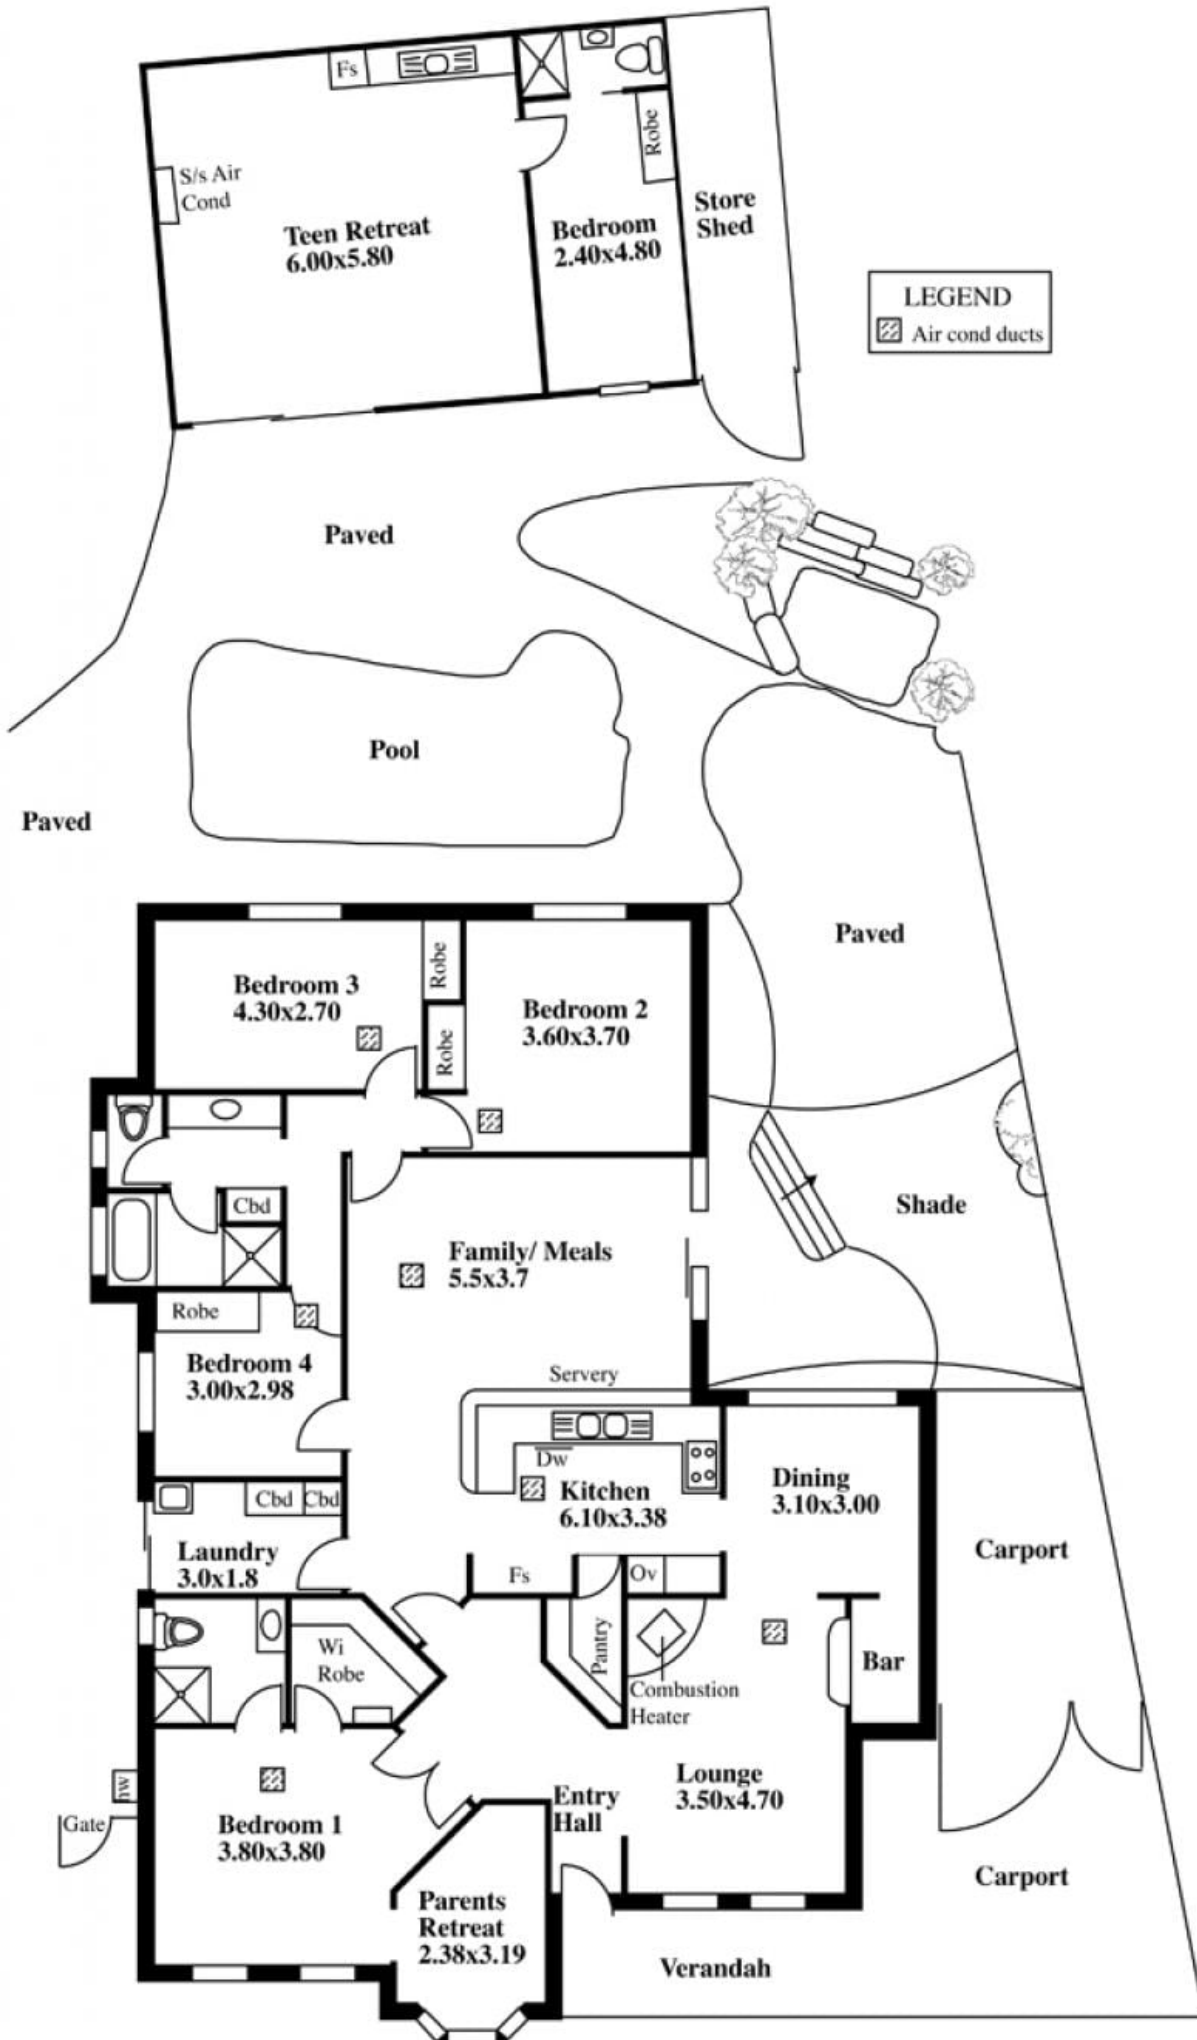 Fs
Robe
S/s Air
Cond
Teen Retreat
6.00x5.80
Bedroom
2.40x4.80
Store
Shed
LEGEND
Air cond ducts
Paved
Pool
Paved
Paved
Bedroom 3
4.30x2.70
Robe
Robe
Bedroom 2
3.60x3.70
Cbd
Shade
Family/ Meals
5.5x3.7
Robe
Bedroom 4
3.00x2.98
Servery
Dw
Kitchen
6.10x3.38
Dining
3.10x3.00
Cbd
Cbd
Laundry
3.0x1.8
Carport
Fs
Ov
Wi
Robe
Pantry
Bar
Combustion
Heater
hw
Gate
Bedroom 1
3.80x3.80
Entry
Hall
Lounge
3.50x4.70
Carport
Parents
Retreat
2.38x3.19
Verandah